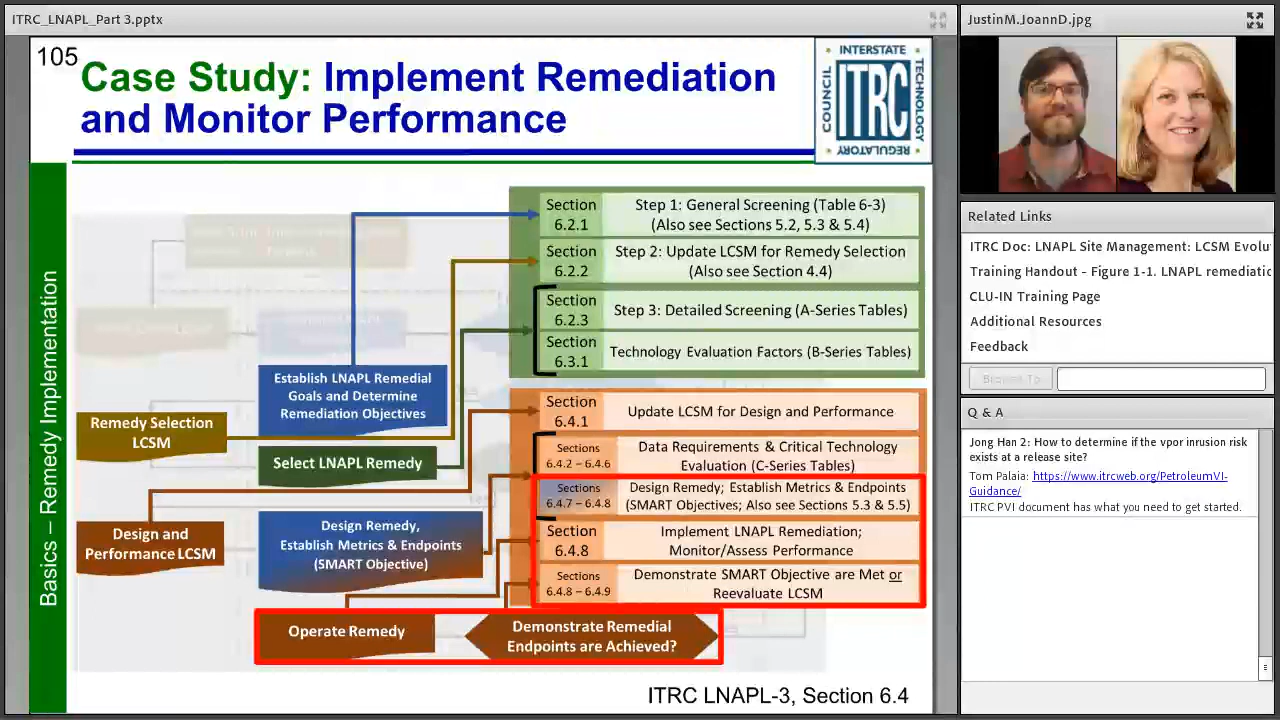 ITRC_LNAPL_Part 3.pptx
105
Case Study: Implement Remediation
and Monitor Performance
INTERSTATE
COUNCIL
ITRC
TECHNOLOGY
REGULATORY
Basics – Remedy Implementation
Section
6.2.1
Step 1: General Screening (Table 6-3)
(Also see Sections 5.2, 5.3 & 5.4)
Section
6.2.2
Step 2: Update LCSM for Remedy Selection
(Also see Section 4.4)
Section
6.2.3
Step 3: Detailed Screening (A-Series Tables)
Section
6.3.1
Technology Evaluation Factors (B-Series Tables)
Establish LNAPL Remedial
Goals and Determine
Remediation Objectives
Remedy Selection
LCSM
Select LNAPL Remedy
Section
6.4.1
Update LCSM for Design and Performance
Sections
6.4.2 – 6.4.6
Data Requirements & Critical Technology
Evaluation (C-Series Tables)
Sections
6.4.7 – 6.4.8
Design Remedy; Establish Metrics & Endpoints
(SMART Objectives; Also see Sections 5.3 & 5.5)
Section
6.4.8
Implement LNAPL Remediation;
Monitor/Assess Performance
Sections
6.4.8 – 6.4.9
Demonstrate SMART Objective are Met or
Reevaluate LCSM
Design and
Performance LCSM
Design Remedy,
Establish Metrics & Endpoints
(SMART Objective)
Operate Remedy
Demonstrate Remedial
Endpoints are Achieved?
ITRC LNAPL-3, Section 6.4
JustinM.JoannD.jpg
Related Links
ITRC Doc: LNAPL Site Management: LCSM Evolu
Training Handout - Figure 1-1. LNAPL remediatic
CLU-IN Training Page
Additional Resources
Feedback
Browse To
Q & A
Jong Han 2: How to determine if the vpor inrusion risk
exists at a release site?
Tom Palaia: https://www.itrcweb.org/PetroleumVI-
Guidance/
ITRC PVI document has what you need to get started.